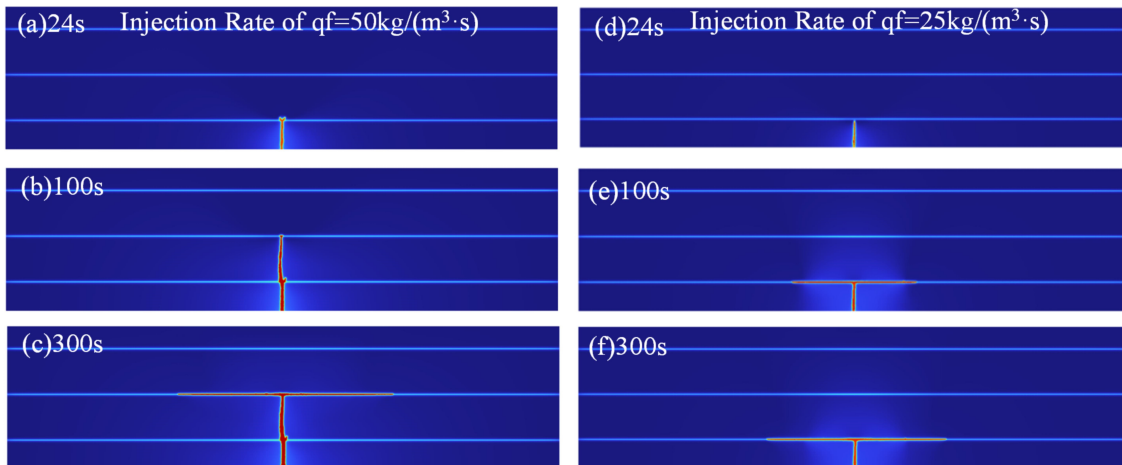 (a)24s Injection Rate of qf=50kg/(m³·s)
(d)24s Injection Rate of qf=25kg/(m³·s)
(b)100s
(e)100s
(c)300s
(f)300s